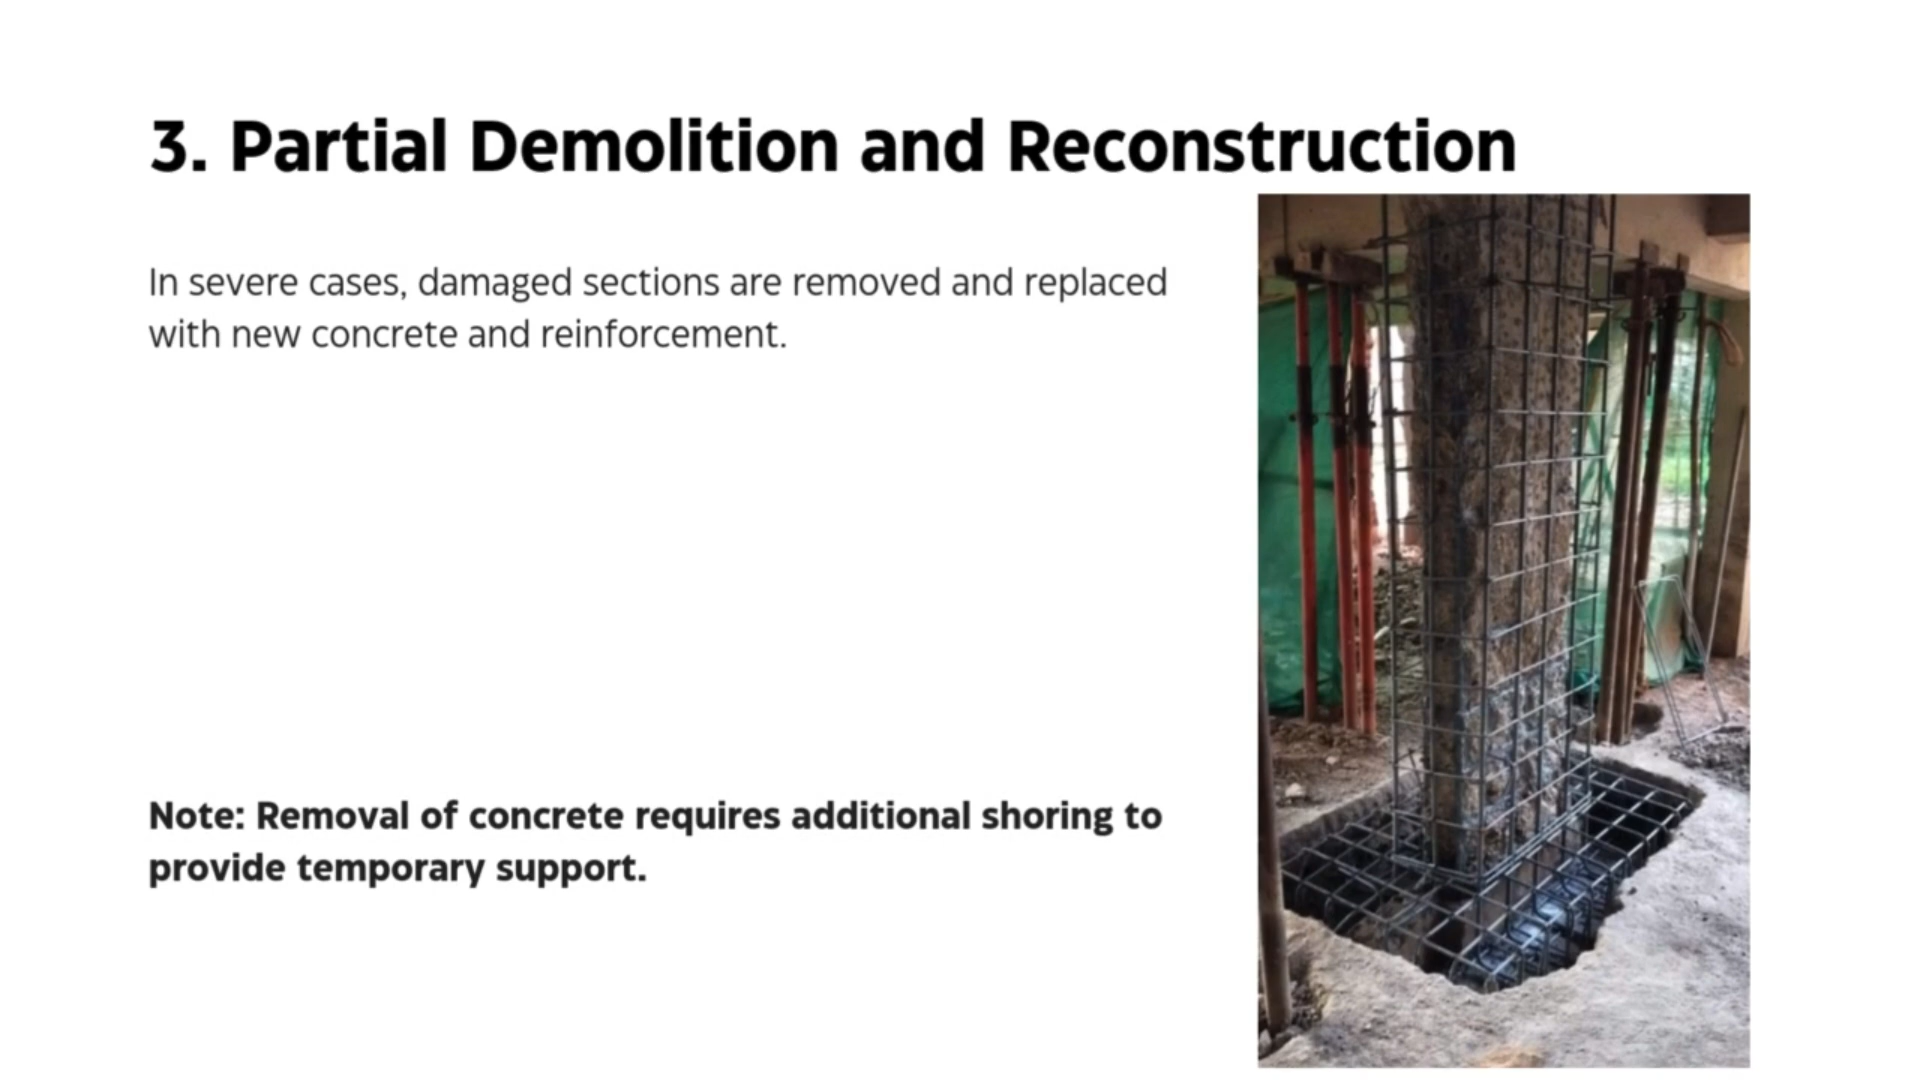 3. Partial Demolition and Reconstruction
In severe cases, damaged sections are removed and replaced
with new concrete and reinforcement.
Note: Removal of concrete requires additional shoring to
provide temporary support.